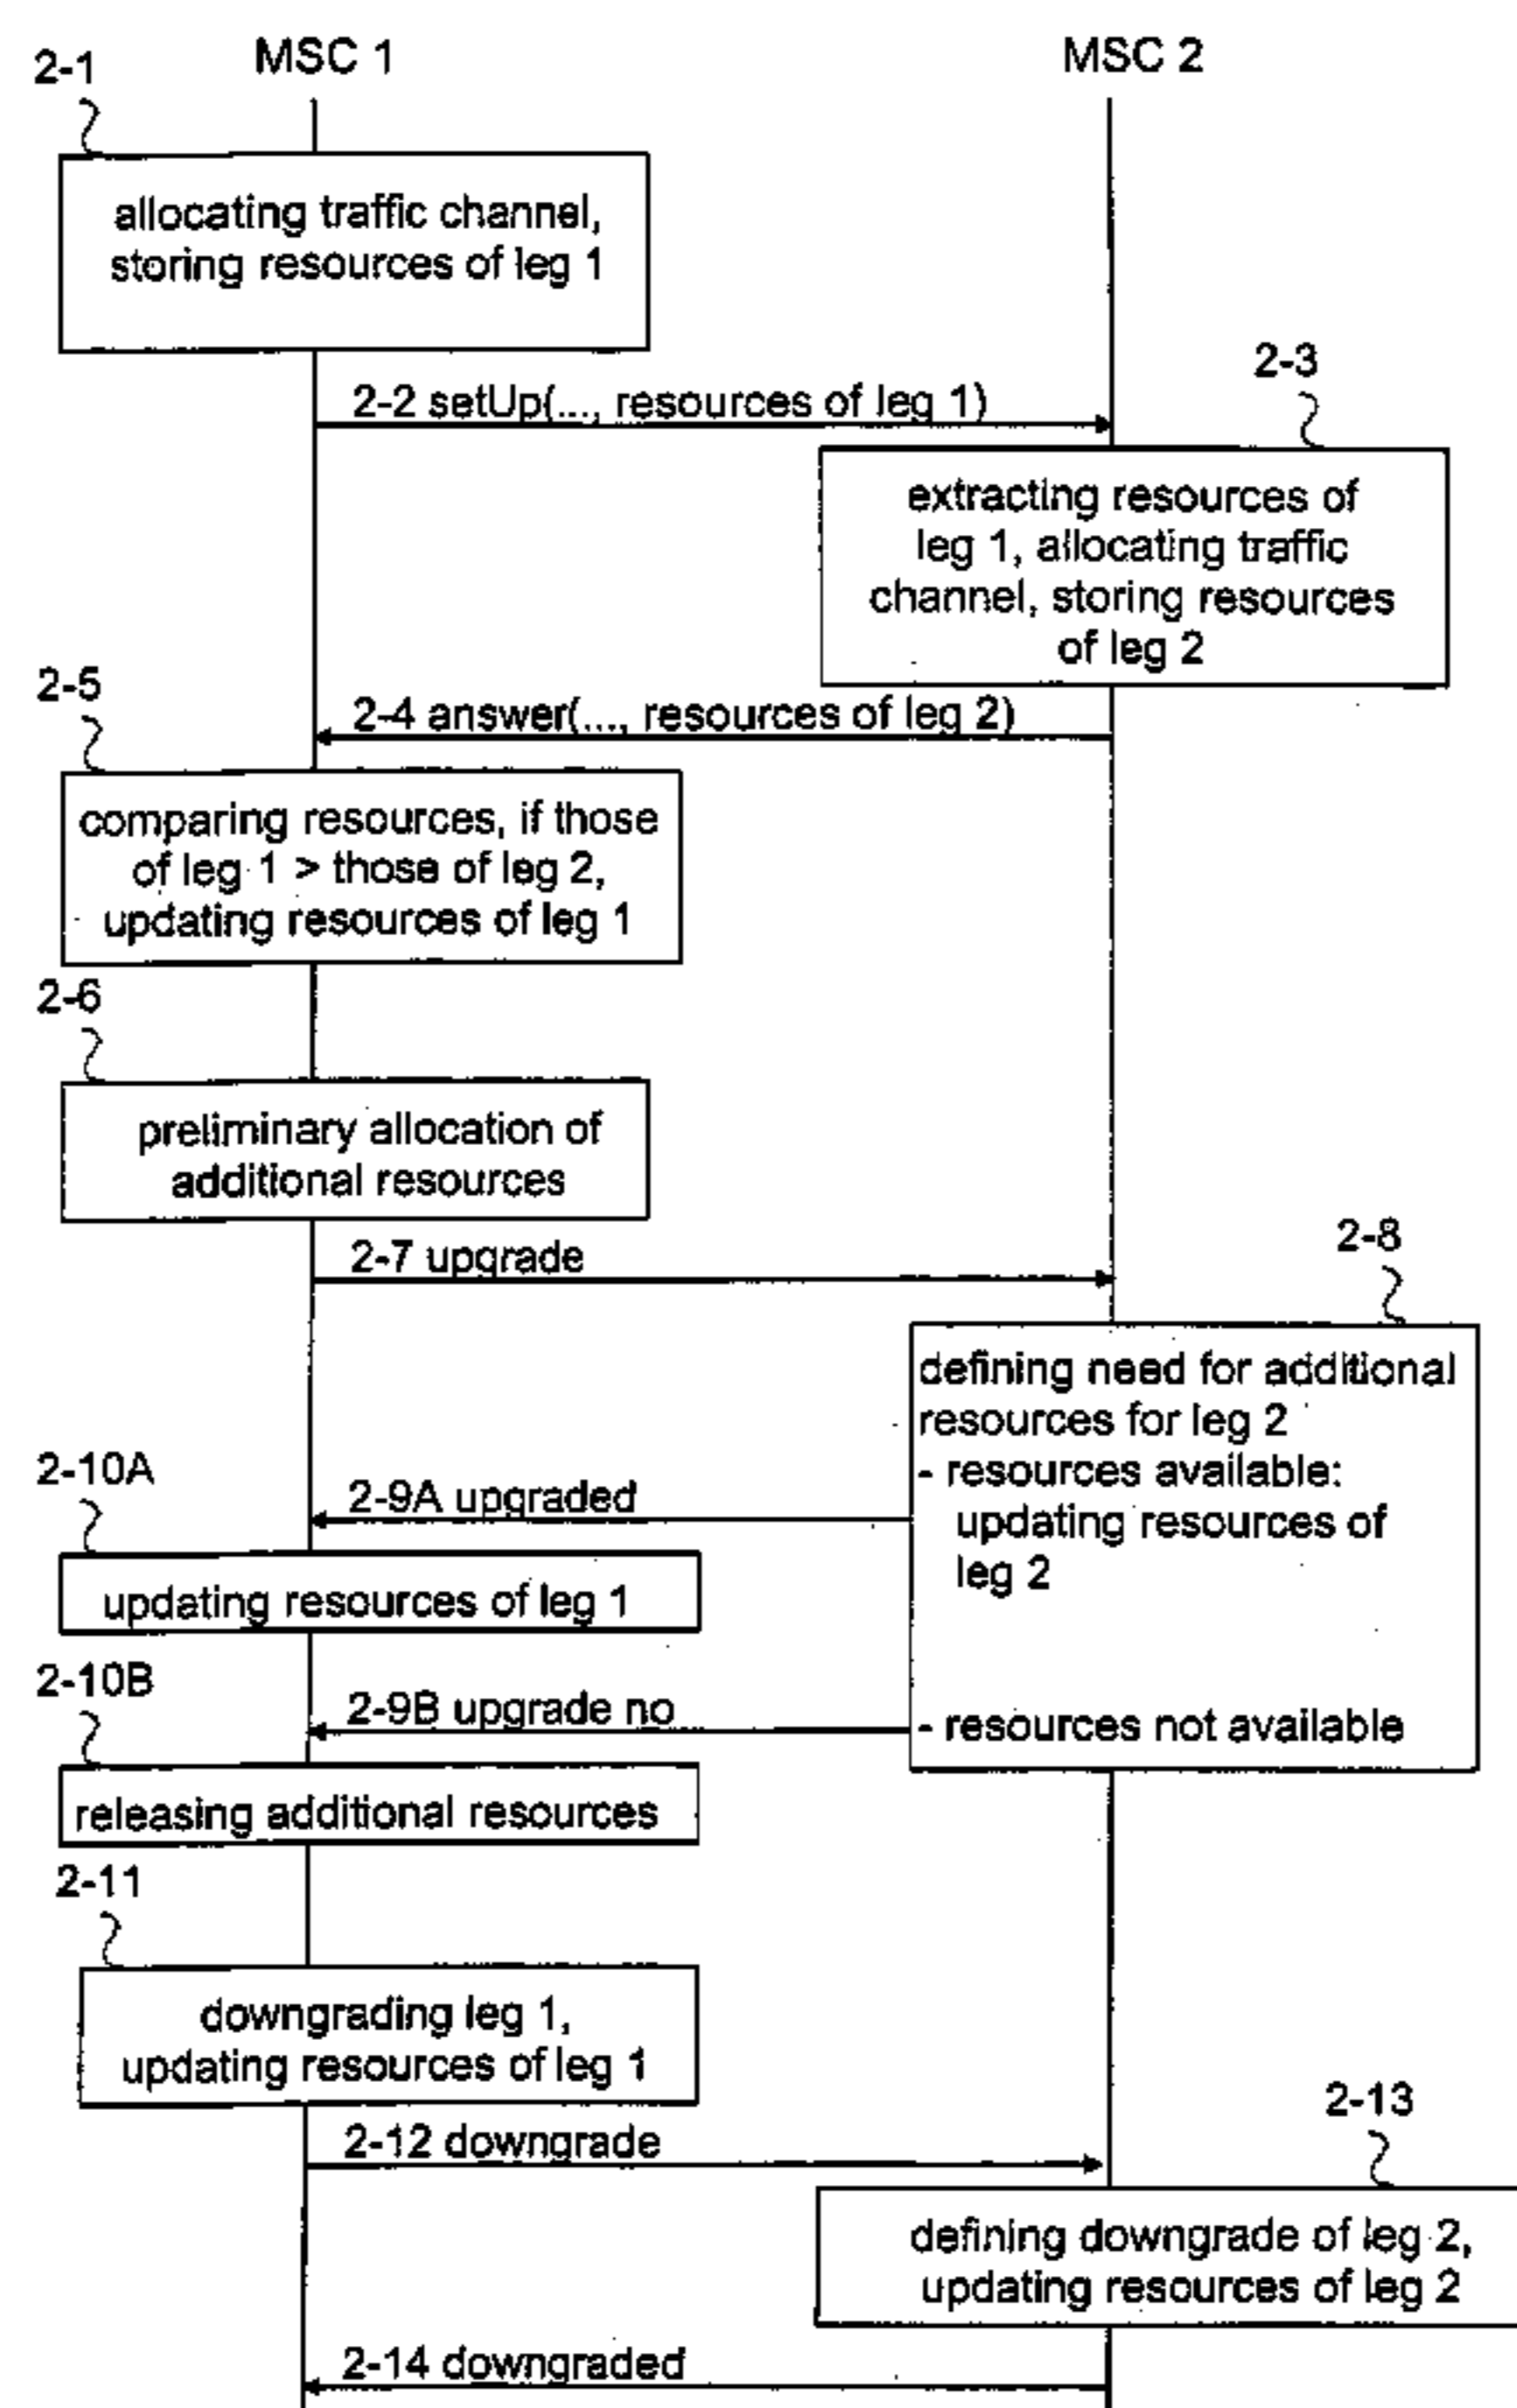 MSC 1
MSC 2
2-1
allocating traffic channel,
storing resources of leg 1
2-2 setUp(..., resources of leg 1)
2-3
extracting resources of
leg 1, allocating traffic
channel, storing resources
of leg 2
2-4 answer(..., resources of leg 2)
2-5
comparing resources, if those
of leg 1 > those of leg 2,
updating resources of leg 1
2-6
preliminary allocation of
additional resources
2-7 upgrade
2-8
defining need for additional
resources for leg 2
- resources available:
updating resources of
leg 2
- resources not available
2-9A upgraded
2-10A
updating resources of leg 1
2-9B upgrade no
2-10B
releasing additional resources
2-11
downgrading leg 1,
updating resources of leg 1
2-12 downgrade
2-13
defining downgrade of leg 2,
updating resources of leg 2
2-14 downgraded